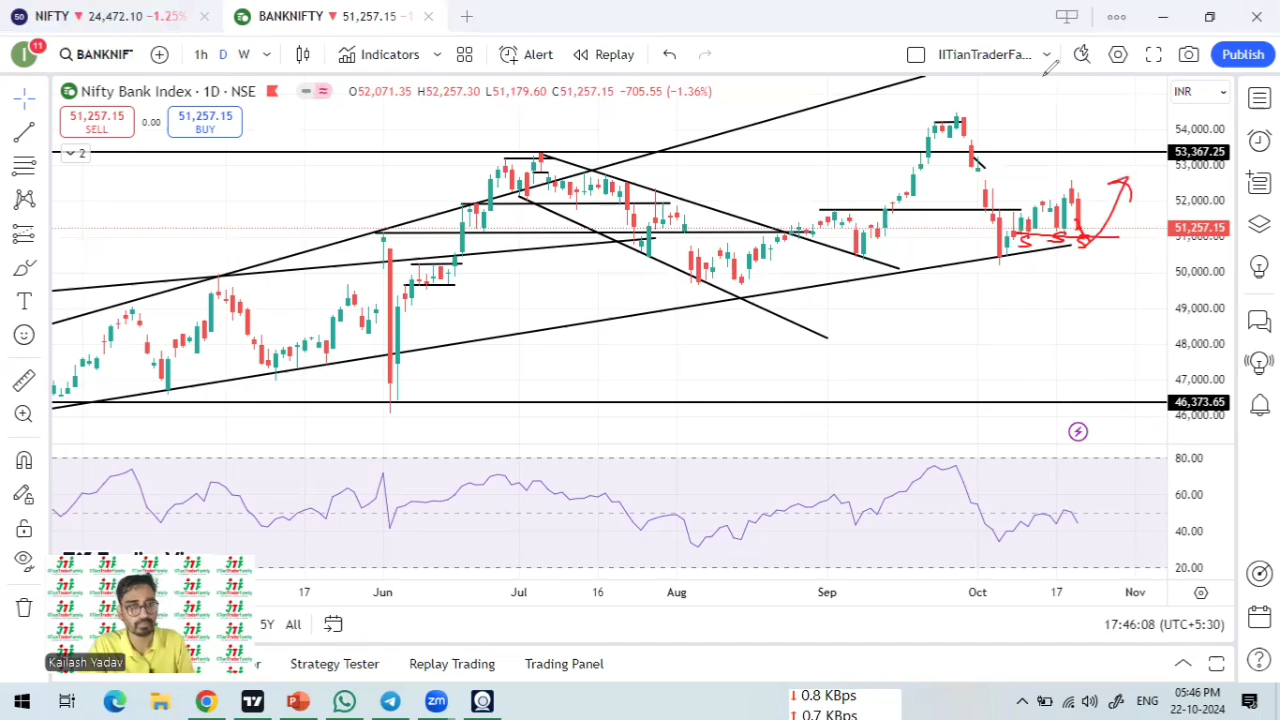 NIFTY ▼ 24,472.10 −1.25%
BANKNIFTY ▼ 51,257.15 −1
11
BANKNIF
1h D W
Indicators
Alert
Replay
IITianTraderFa...
Publish
Nifty Bank Index · 1D · NSE
O52,071.35 H52,257.30 L51,179.60 C51,257.15 −705.55 (−1.36%)
INR
51,257.15
SELL
0.00
51,257.15
BUY
2
54,000.00
53,367.25
53,000.00
52,000.00
51,257.15
51,000.00
50,000.00
49,000.00
48,000.00
47,000.00
46,373.65
46,000.00
S S S
80.00
60.00
40.00
20.00
17 Jun Jul 16 Aug Sep Oct 17 Nov
5Y All
17:46:08 (UTC+5:30)
Kailash Yadav
Strategy Tester
Replay Trading
Trading Panel
0.8 KBps
0.7 KBps
ENG
05:46 PM
22-10-2024